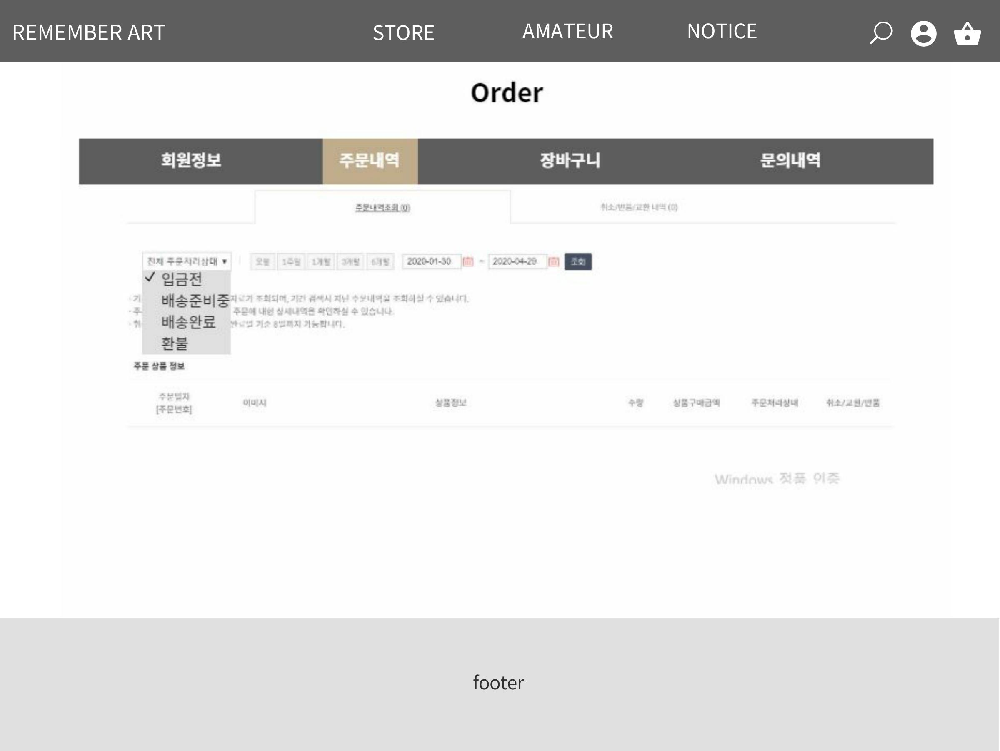 REMEMBER ART STORE AMATEUR NOTICE
Order
회원정보 주문내역 장바구니 문의내역
주문내역조회 (0) 취소/반품/교환 내역 (0)
전체 주문처리상태 ▼ 오늘 1주일 1개월 3개월 6개월 2020-01-30 ~ 2020-04-29 조회
✓ 입금전
배송준비중
배송완료
환불
· 기 자료가 조회되며, 기간 검색시 지난 주문내역을 조회하실 수 있습니다.
· 주 주문에 대한 상세내역을 확인하실 수 있습니다.
· 취 완료일 기준 8일까지 가능합니다.
주문 상품 정보
주문일자
[주문번호]
이미지 상품정보 수량 상품구매금액 주문처리상태 취소/교환/반품
Windows 정품 인증
footer